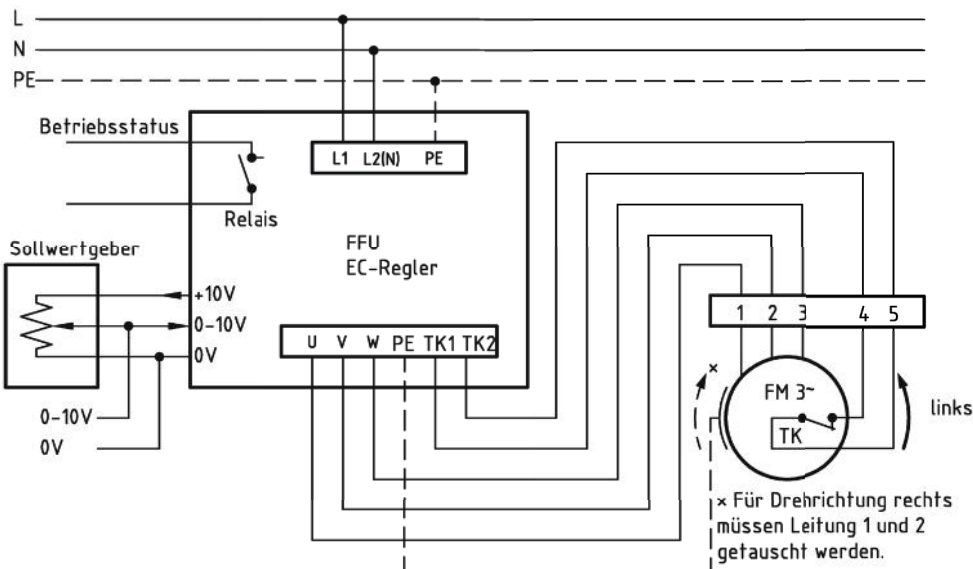 L
N
PE
Betriebsstatus
L1 L2(N) PE
Relais
FFU
EC-Regler
Sollwertgeber
+10V
0-10V
0V
U V W PE TK1 TK2
1 2 3 4 5
0-10V
0V
×
FM 3~
TK
links
× Für Drehrichtung rechts
müssen Leitung 1 und 2
getauscht werden.